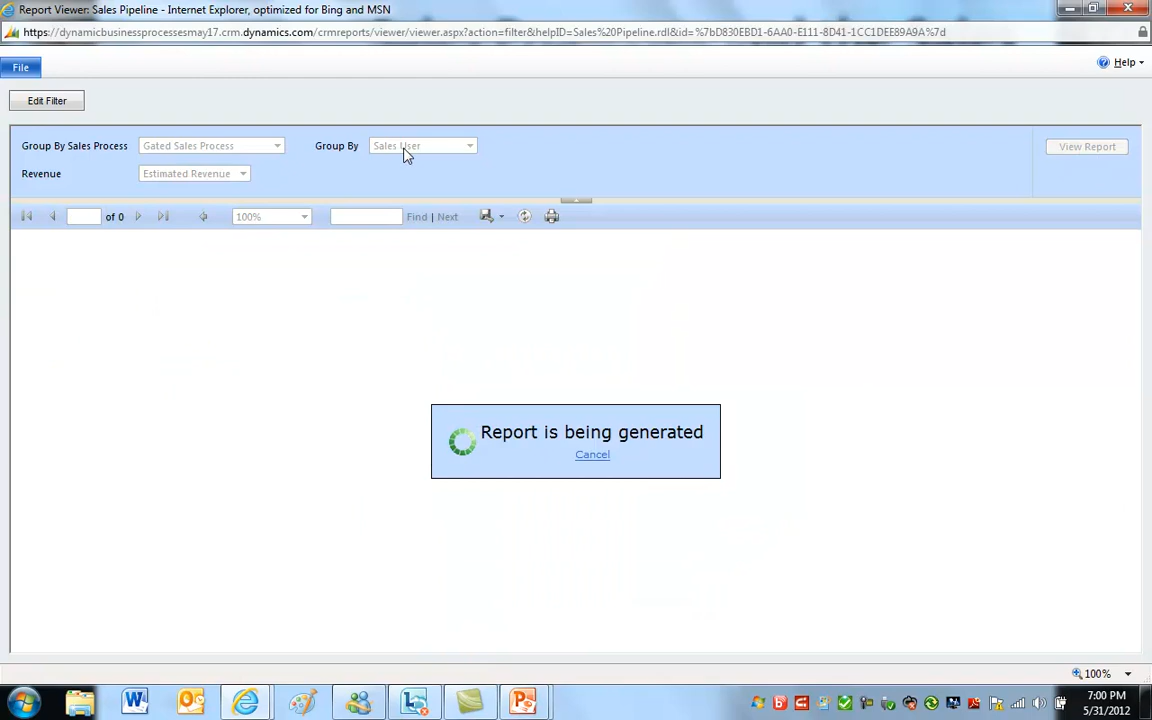 Report Viewer: Sales Pipeline - Internet Explorer, optimized for Bing and MSN
https://dynamicbusinessprocessesmay17.crm.dynamics.com/crmreports/viewer/viewer.aspx?action=filter&helpID=Sales%20Pipeline.rdl&id=%7bD830EBD1-6AA0-E111-8D41-1CC1DEE89A9A%7d
File Help
Edit Filter
Group By Sales Process Gated Sales Process Group By Sales User View Report
Revenue Estimated Revenue
of 0 100% Find | Next
Report is being generated
Cancel
100%
7:00 PM
5/31/2012